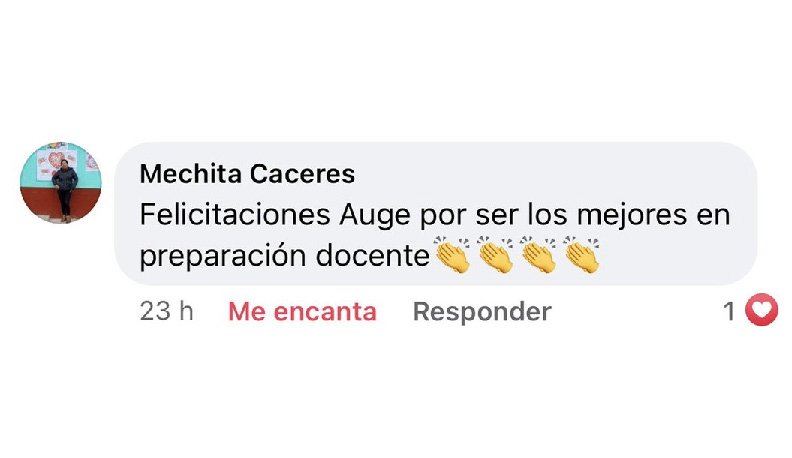 Mechita Caceres
Felicitaciones Auge por ser los mejores en
preparación docente👏👏👏👏
23 h Me encanta Responder 1